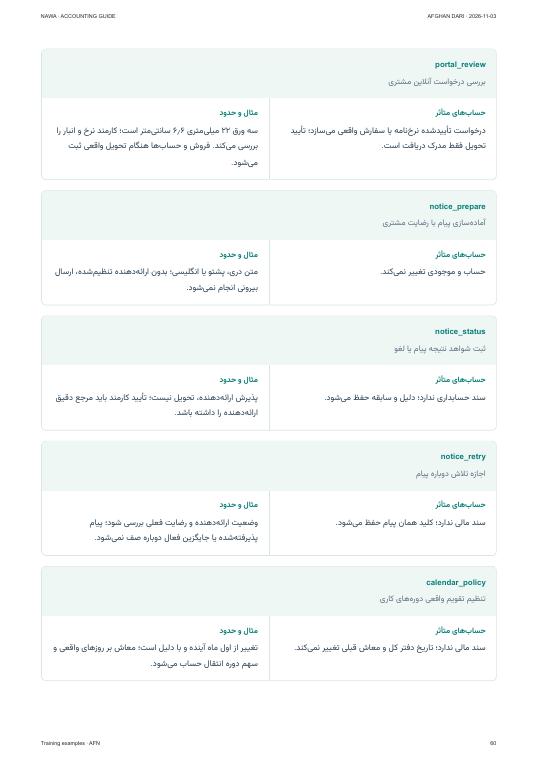 NAWA · ACCOUNTING GUIDE
AFGHAN DARI · 2026-11-03
portal_review
بررسی درخواست آنلاین مشتری
حساب‌های متأثر
درخواست تأییدشده نرخ‌نامه یا سفارش واقعی می‌سازد؛ تأیید
تحویل فقط مدرک دریافت است.
مثال و حدود
سه ورق ۲۲ میلی‌متری ۶٫۶ سانتی‌متر است؛ کارمند نرخ و انبار را
بررسی می‌کند. فروش و حساب‌ها هنگام تحویل واقعی ثبت
می‌شود.
notice_prepare
آماده‌سازی پیام با رضایت مشتری
حساب‌های متأثر
حساب و موجودی تغییر نمی‌کند.
مثال و حدود
متن دری، پشتو یا انگلیسی؛ بدون ارائه‌دهنده تنظیم‌شده، ارسال
بیرونی انجام نمی‌شود.
notice_status
ثبت شواهد نتیجه پیام یا لغو
حساب‌های متأثر
سند حسابداری ندارد؛ دلیل و سابقه حفظ می‌شود.
مثال و حدود
پذیرش ارائه‌دهنده، تحویل نیست؛ تأیید کارمند باید مرجع دقیق
ارائه‌دهنده را داشته باشد.
notice_retry
اجازه تلاش دوباره پیام
حساب‌های متأثر
سند مالی ندارد؛ کلید همان پیام حفظ می‌شود.
مثال و حدود
وضعیت ارائه‌دهنده و رضایت فعلی بررسی شود؛ پیام
پذیرفته‌شده یا جایگزین فعال دوباره صف نمی‌شود.
calendar_policy
تنظیم تقویم واقعی دوره‌های کاری
حساب‌های متأثر
سند مالی ندارد؛ تاریخ دفتر کل و معاش قبلی تغییر نمی‌کند.
مثال و حدود
تغییر از اول ماه آینده و با دلیل است؛ معاش بر روزهای واقعی و
سهم دوره انتقال حساب می‌شود.
Training examples · AFN
60